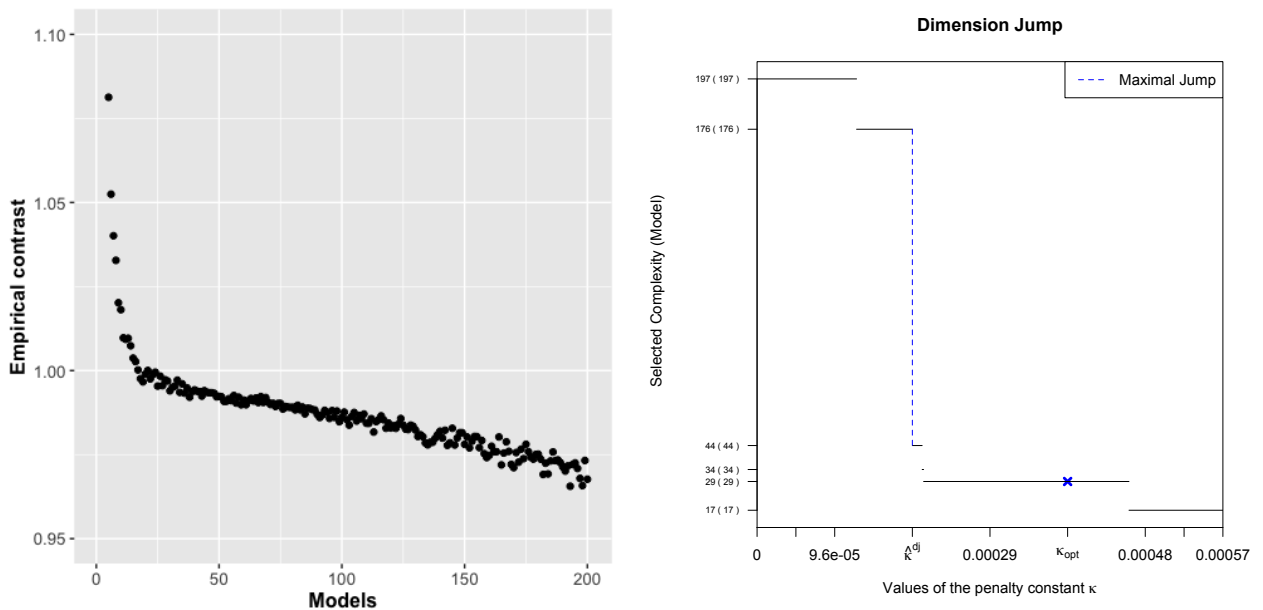 Empirical contrast
1.10
1.05
1.00
0.95
0 50 100 150 200
Models
Dimension Jump
Maximal Jump
Selected Complexity (Model)
197 ( 197 )
176 ( 176 )
44 ( 44 )
34 ( 34 )
29 ( 29 )
17 ( 17 )
0 9.6e-05 κ̂ᵈʲ 0.00029 κopt 0.00048 0.00057
Values of the penalty constant κ